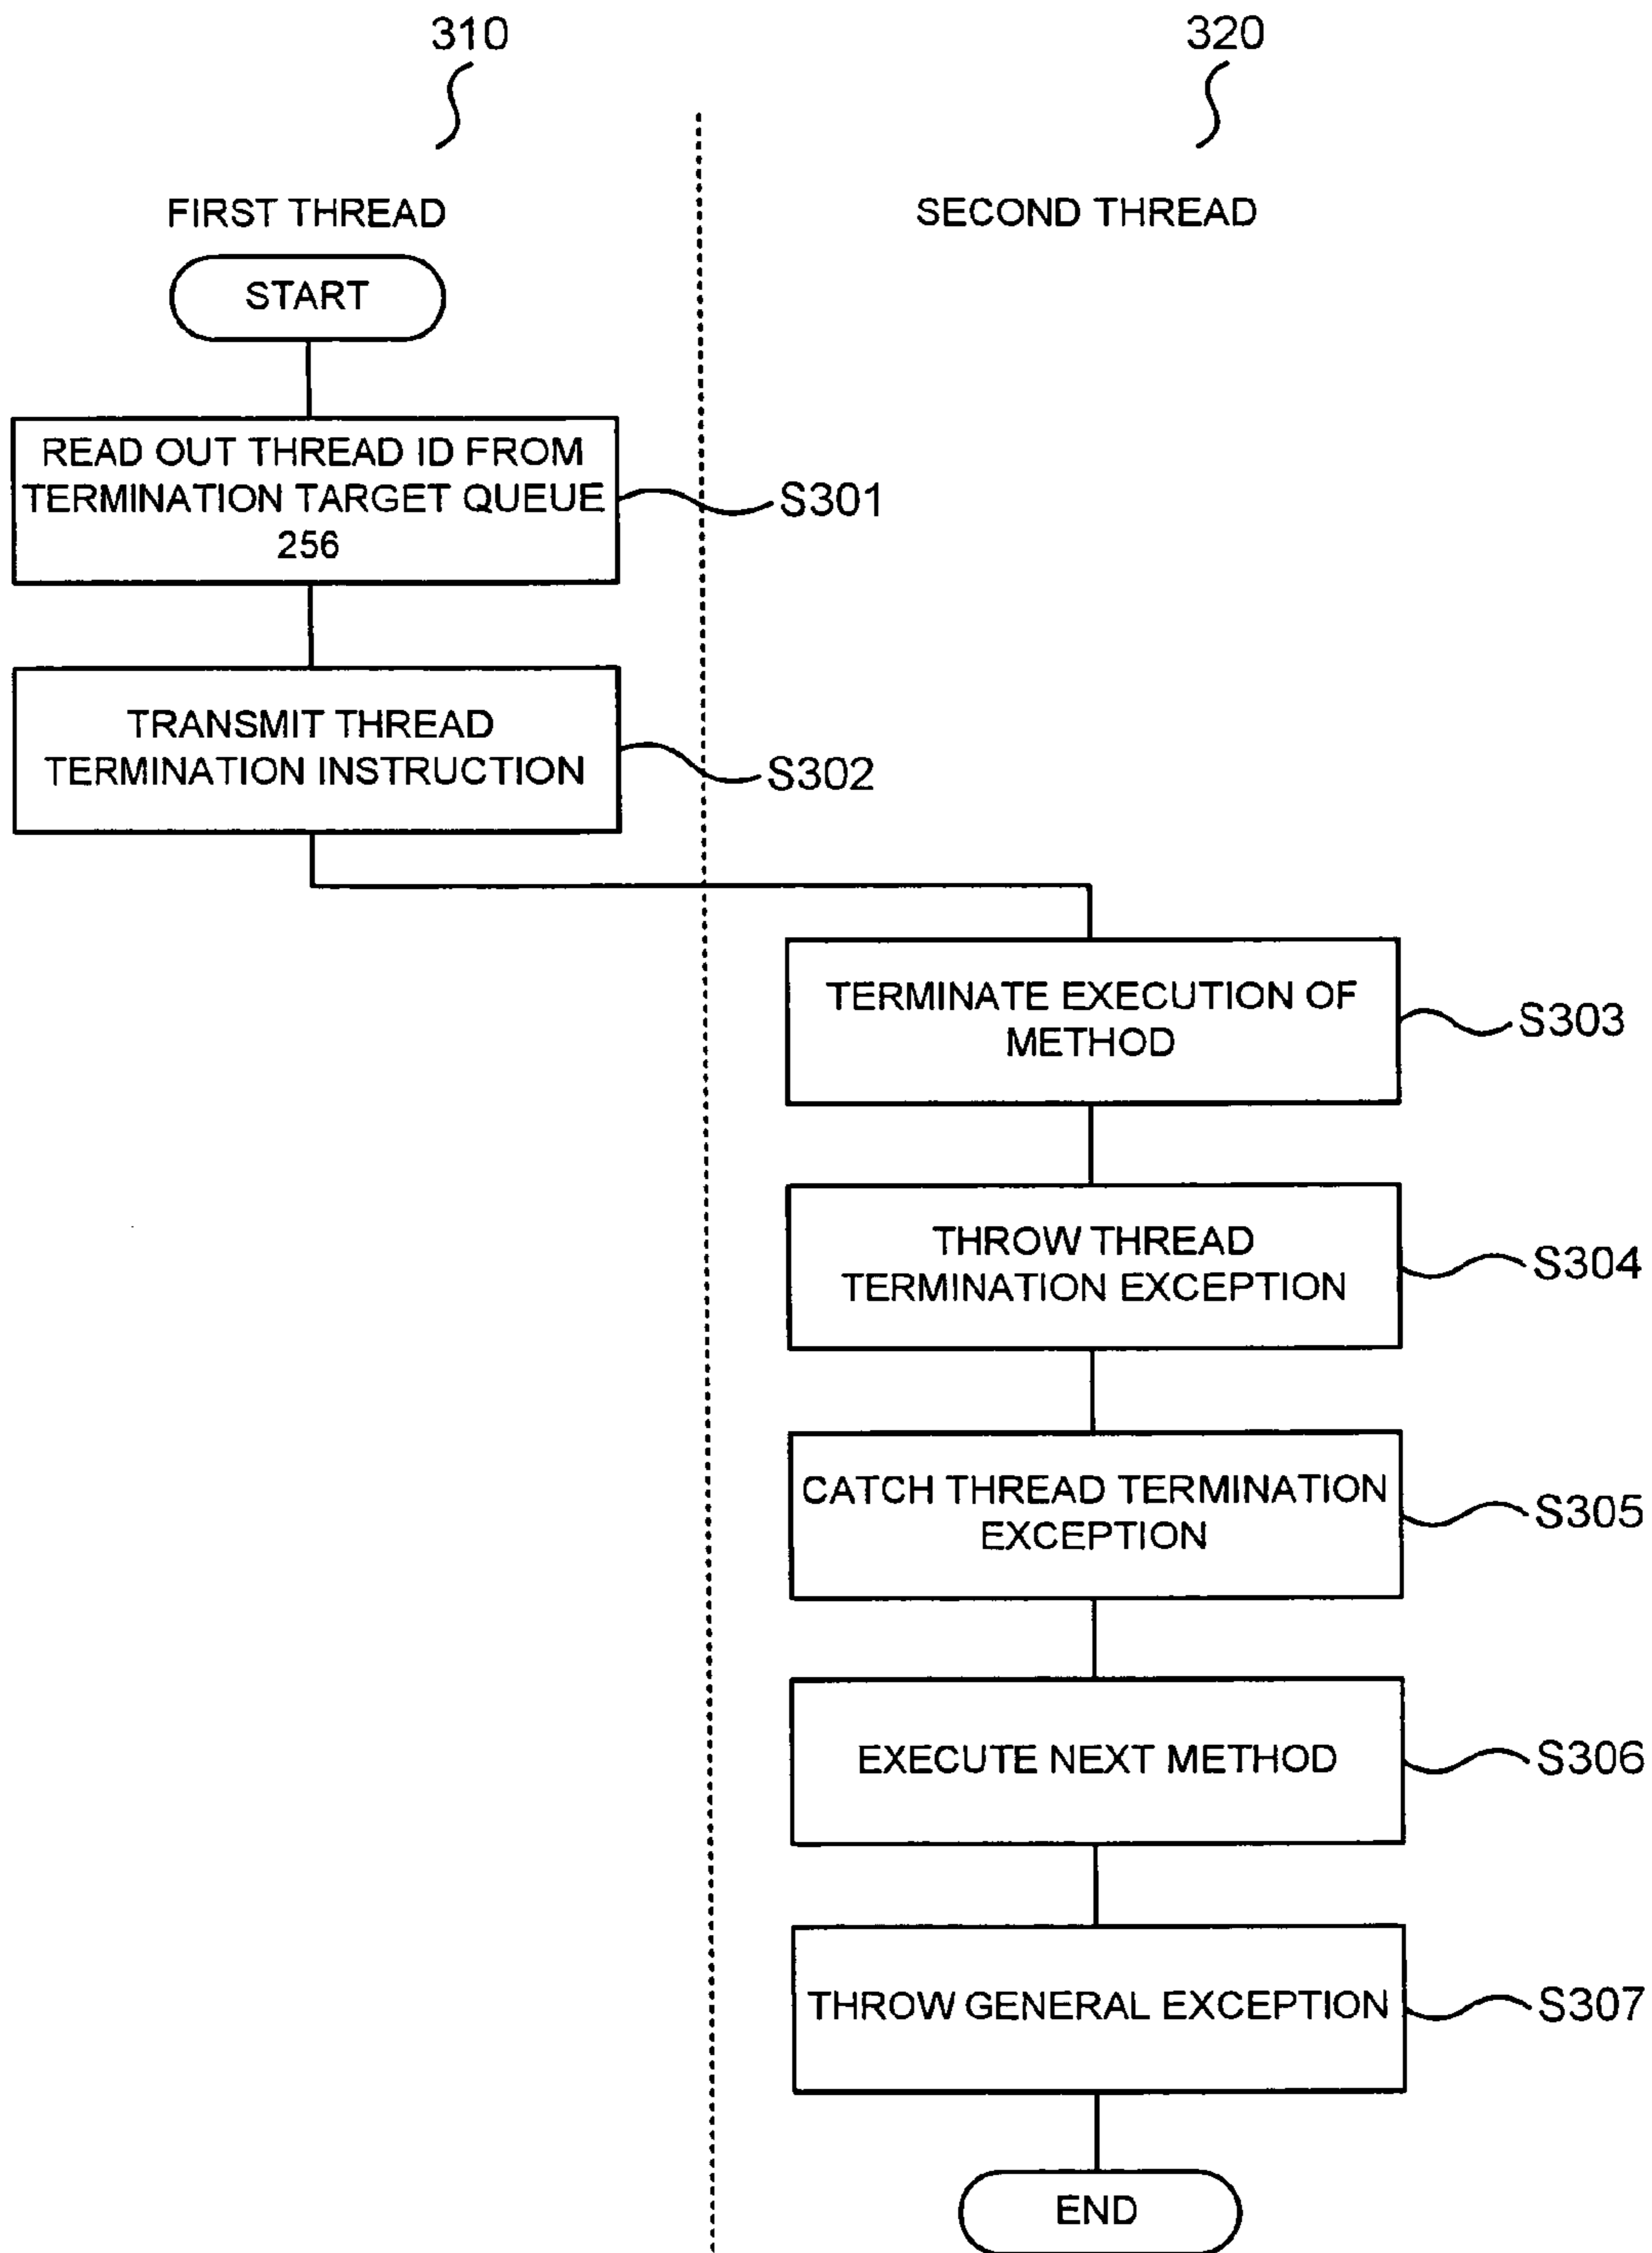 310
320
FIRST THREAD
SECOND THREAD
START
READ OUT THREAD ID FROM
TERMINATION TARGET QUEUE
256
S301
TRANSMIT THREAD
TERMINATION INSTRUCTION
S302
TERMINATE EXECUTION OF
METHOD
S303
THROW THREAD
TERMINATION EXCEPTION
S304
CATCH THREAD TERMINATION
EXCEPTION
S305
EXECUTE NEXT METHOD
S306
THROW GENERAL EXCEPTION
S307
END